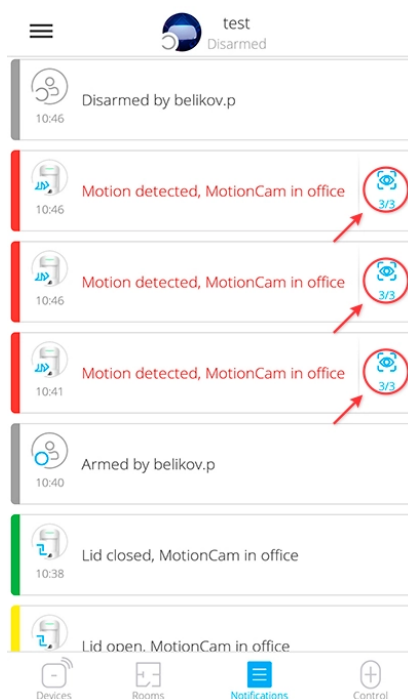 test
Disarmed
Disarmed by belikov.p
10:46
Motion detected, MotionCam in office
10:46
3/3
Motion detected, MotionCam in office
10:46
3/3
Motion detected, MotionCam in office
10:41
3/3
Armed by belikov.p
10:40
Lid closed, MotionCam in office
10:38
Lid open, MotionCam in office
Devices
Rooms
Notifications
Control